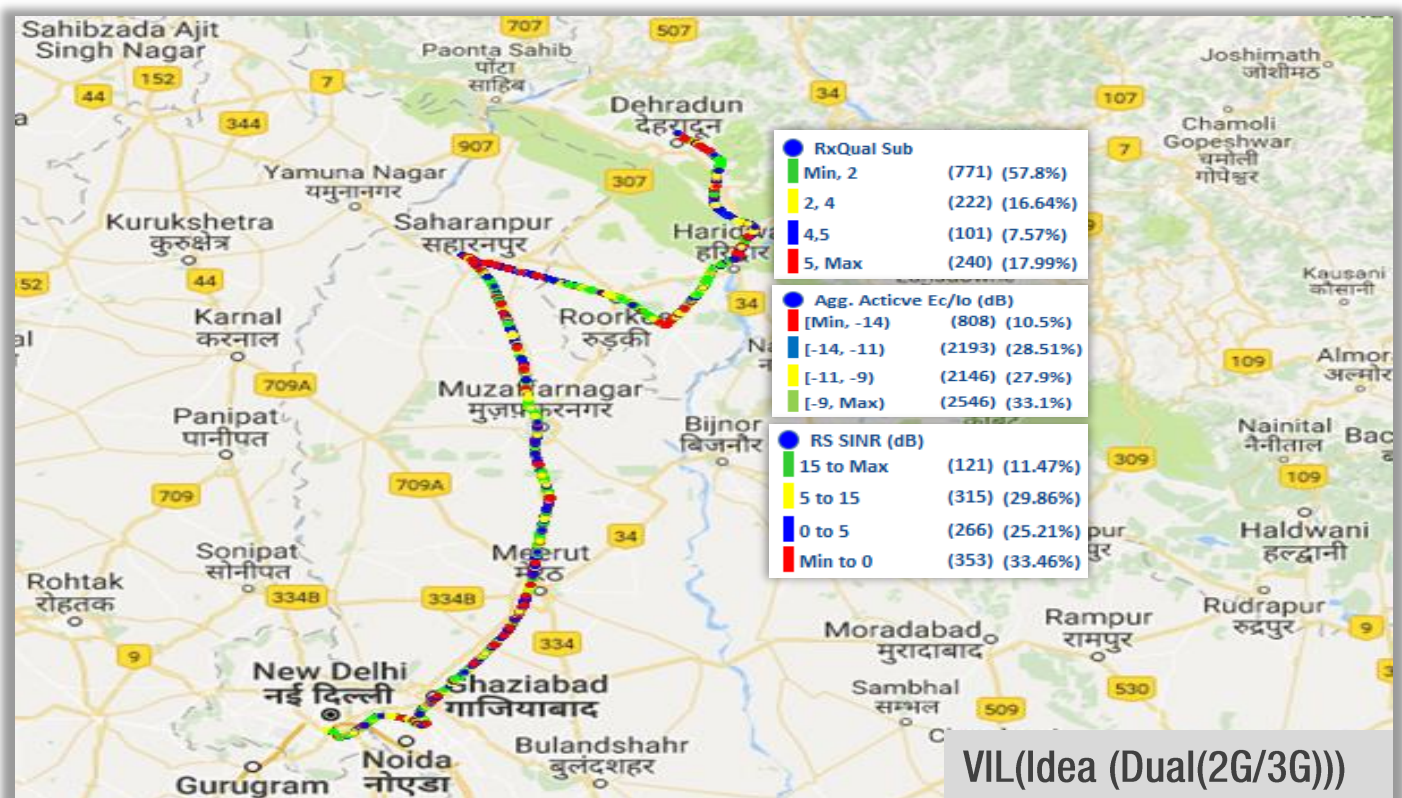 Sahibzada Ajit
Singh Nagar
707
507
Paonta Sahib
पोंटा
साहिब
Joshimath
जोशीमठ
152
7
44
344
Dehradun
देहरादून
34
107
Chamoli
Gopeshwar
चमोली
गोपेश्वर
907
7
Yamuna Nagar
यमुनानगर
307
Kurukshetra
कुरुक्षेत्र
Saharanpur
सहारनपुर
RxQual Sub
Min, 2 (771) (57.8%)
2, 4 (222) (16.64%)
4,5 (101) (7.57%)
5, Max (240) (17.99%)
44
52
34
Kausani
कौसानी
Karnal
करनाल
रुड़की
Agg. Acticve Ec/Io (dB)
[Min, -14) (808) (10.5%)
[-14, -11) (2193) (28.51%)
[-11, -9) (2146) (27.9%)
[-9, Max) (2546) (33.1%)
109
709A
Muzaffarnagar
मुज़फ़्फ़रनगर
Panipat
पानीपत
Bijnor
बिजनौर
Nainital
नैनीताल
RS SINR (dB)
15 to Max (121) (11.47%)
5 to 15 (315) (29.86%)
0 to 5 (266) (25.21%)
Min to 0 (353) (33.46%)
309
109
709
709A
34
Haldwani
हल्द्वानी
Sonipat
सोनीपत
Meerut
मेरठ
Rohtak
रोहतक
334B
334B
Rudrapur
रुद्रपुर
9
Rampur
रामपुर
Moradabad
मुरादाबाद
9
334
New Delhi
नई दिल्ली
Ghaziabad
गाजियाबाद
Sambhal
सम्भल
530
509
Noida
नोएडा
Bulandshahr
बुलंदशहर
Gurugram
VIL(Idea (Dual(2G/3G)))